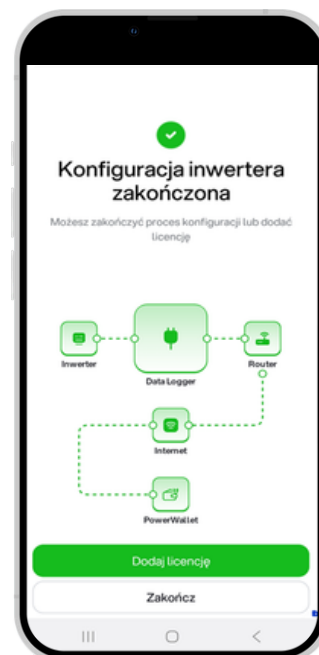 Konfiguracja inwertera
zakończona
Możesz zakończyć proces konfiguracji lub dodać
licencję
Inwerter
Data Logger
Router
Internet
PowerWallet
Dodaj licencję
Zakończ